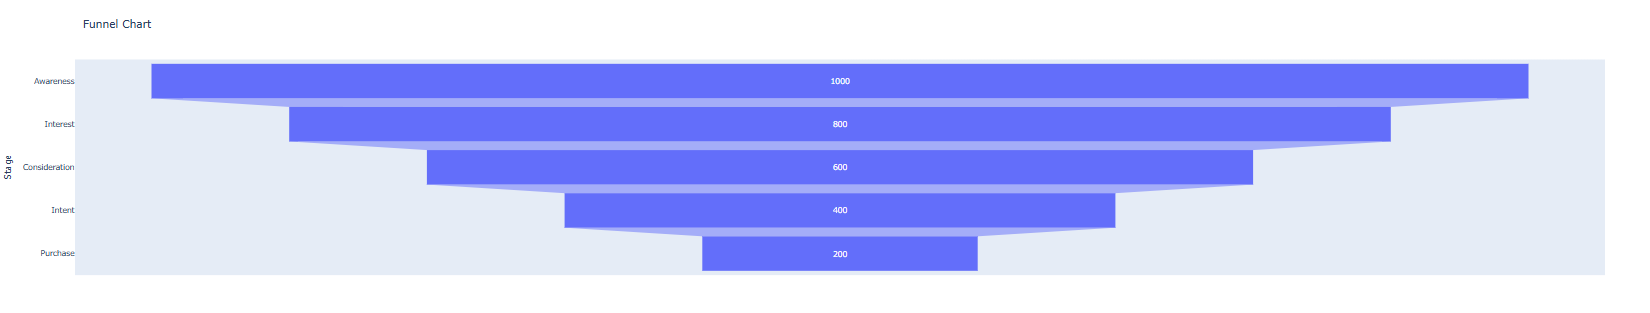 Funnel Chart
Awareness
1000
Interest
800
Stage
Consideration
600
Intent
400
Purchase
200